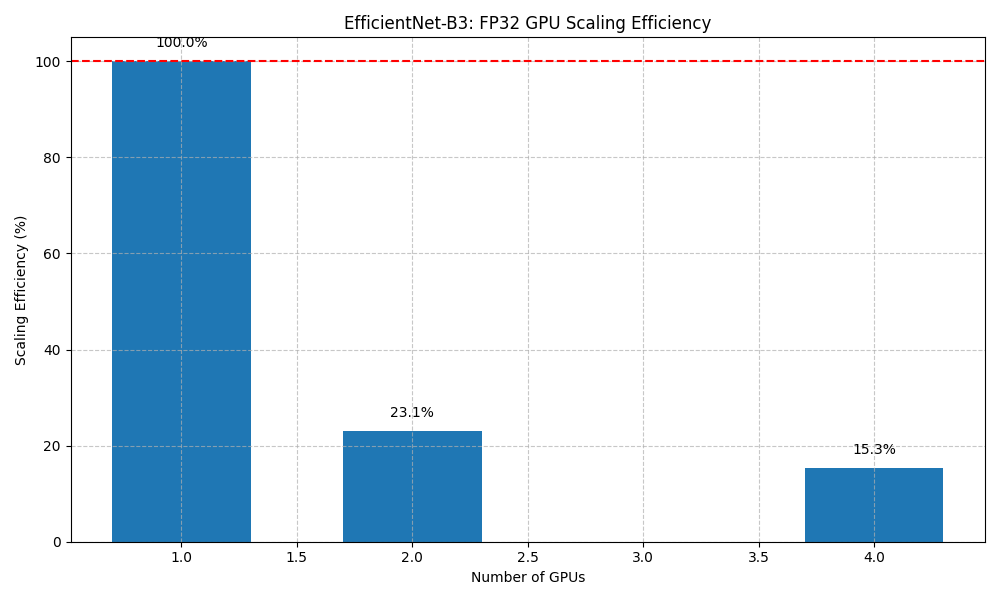 EfficientNet-B3: FP32 GPU Scaling Efficiency
100.0%
23.1%
15.3%
Scaling Efficiency (%)
100
80
60
40
20
0
1.0 1.5 2.0 2.5 3.0 3.5 4.0
Number of GPUs